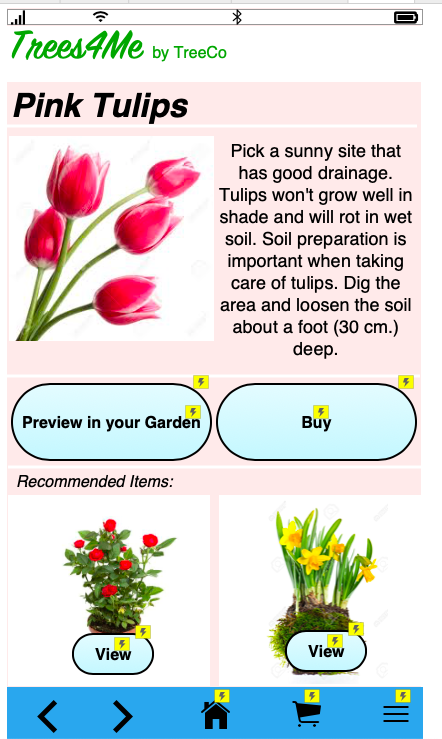 Trees4Me by TreeCo
Pink Tulips
Pick a sunny site that
has good drainage.
Tulips won't grow well in
shade and will rot in wet
soil. Soil preparation is
important when taking
care of tulips. Dig the
area and loosen the soil
about a foot (30 cm.)
deep.
Preview in your Garden
Buy
Recommended Items:
View
View